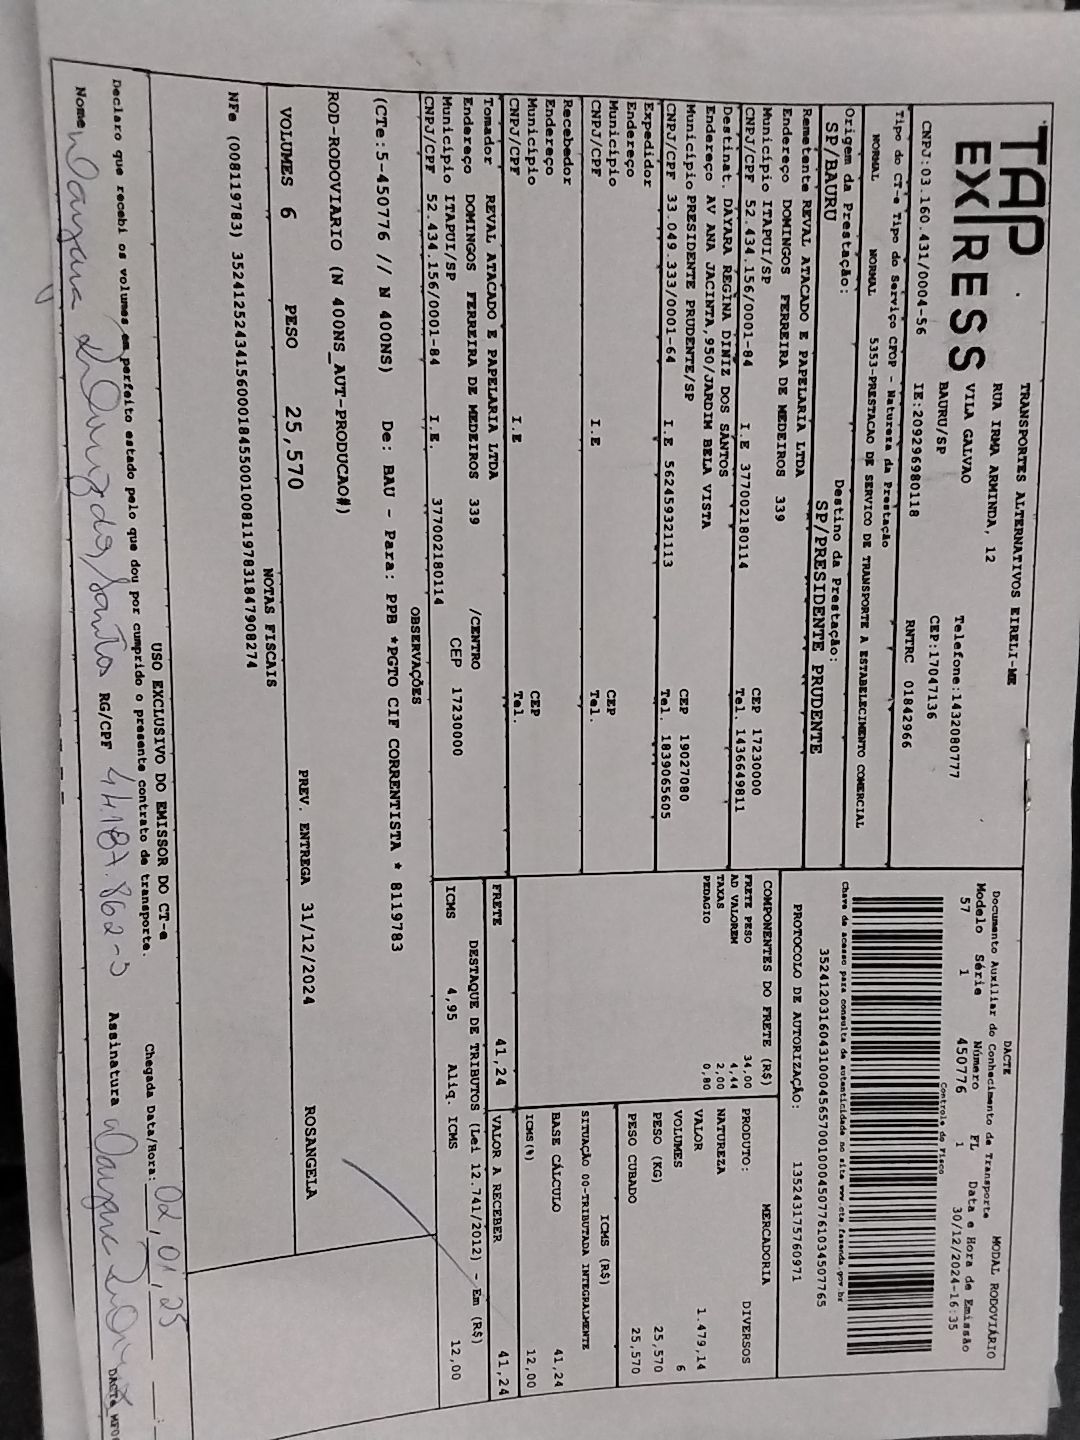 TAP EXPRESS
TRANSPORTES ALTERNATIVOS EIRELI-ME
RUA IRMA ARMINDA, 12
VILA GALVAO
BAURU/SP
Telefone:1432080777
CEP:17047136
CNPJ:03.160.431/0004-56 IE:209296980118 RNTRC 01842966
DACTE MODAL RODOVIÁRIO
Documento Auxiliar do Conhecimento de Transporte
Modelo Série Número FL Data e Hora de Emissão
57 1 450776 1 30/12/2024-16:35
Controle do Fisco
Chave de acesso para consulta de autenticidade no site www.cte.fazenda.gov.br
35241203160431000456570010004507761034507765
PROTOCOLO DE AUTORIZAÇÃO: 135243175760971
Tipo do CT-e Tipo do Serviço CFOP - Natureza da Prestação
NORMAL NORMAL 5353-PRESTACAO DE SERVICO DE TRANSPORTE A ESTABELECIMENTO COMERCIAL
Origem da Prestação: Destino da Prestação:
SP/BAURU SP/PRESIDENTE PRUDENTE
Remetente REVAL ATACADO E PAPELARIA LTDA
Endereço DOMINGOS FERREIRA DE MEDEIROS 339
Município ITAPUI/SP CEP 17230000
CNPJ/CPF 52.434.156/0001-84 I.E 377002180114 Tel. 1436649811
Destinat. DAYARA REGINA DINIZ DOS SANTOS
Endereço AV ANA JACINTA,950/JARDIM BELA VISTA
Município PRESIDENTE PRUDENTE/SP CEP 19027080
CNPJ/CPF 33.049.333/0001-64 I.E 562459321113 Tel. 1839065605
Expedidor
Endereço
Município CEP
CNPJ/CPF I.E Tel.
Recebedor
Endereço
Município CEP
CNPJ/CPF I.E Tel.
Tomador REVAL ATACADO E PAPELARIA LTDA
Endereço DOMINGOS FERREIRA DE MEDEIROS 339 /CENTRO
Município ITAPUI/SP CEP 17230000
CNPJ/CPF 52.434.156/0001-84 I.E. 377002180114
COMPONENTES DO FRETE (R$)
FRETE PESO 34,00
AD VALOREM 4,44
TAXAS 2,00
PEDAGIO 0,80
PRODUTO: MERCADORIA
NATUREZA DIVERSOS
VALOR 1.479,14
VOLUMES 6
PESO (KG) 25,570
PESO CUBADO 25,570
ICMS (R$)
SITUAÇÃO 00-TRIBUTADA INTEGRALMENTE
BASE CÁLCULO 41,24
ICMS(%) 12,00
FRETE 41,24 VALOR A RECEBER 41,24
DESTAQUE DE TRIBUTOS (Lei 12.741/2012) - Em (R$)
ICMS 4,95 Aliq. ICMS 12,00
OBSERVAÇÕES
(CTe:5-450776 // N 400NS) De: BAU - Para: PPB *PGTO CIF CORRENTISTA * 8119783
ROD-RODOVIARIO (N 400NS_AUT-PRODUCAO#)
VOLUMES 6 PESO 25,570 PREV. ENTREGA 31/12/2024 ROSANGELA
NOTAS FISCAIS
NFe (008119783) 35241252434156000184550010081197831847908274
USO EXCLUSIVO DO EMISSOR DO CT-e
Declaro que recebi os volumes em perfeito estado pelo que dou por cumprido o presente contrato de transporte.
Chegada Data/Hora: 02,01,25
Nome RG/CPF 44.187.862-5 Assinatura
DACTe